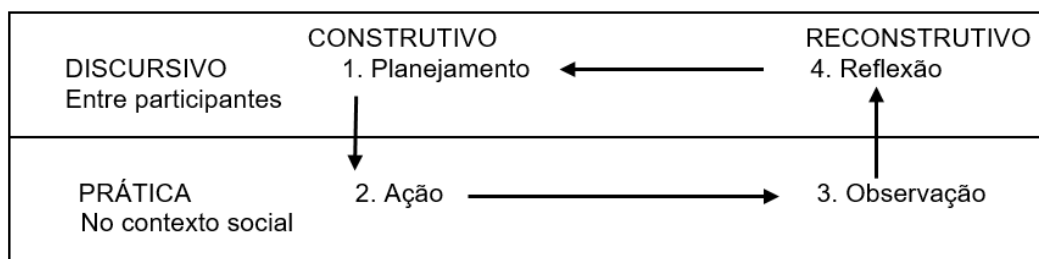 CONSTRUTIVO RECONSTRUTIVO
DISCURSIVO 1. Planejamento 4. Reflexão
Entre participantes
PRÁTICA 2. Ação 3. Observação
No contexto social